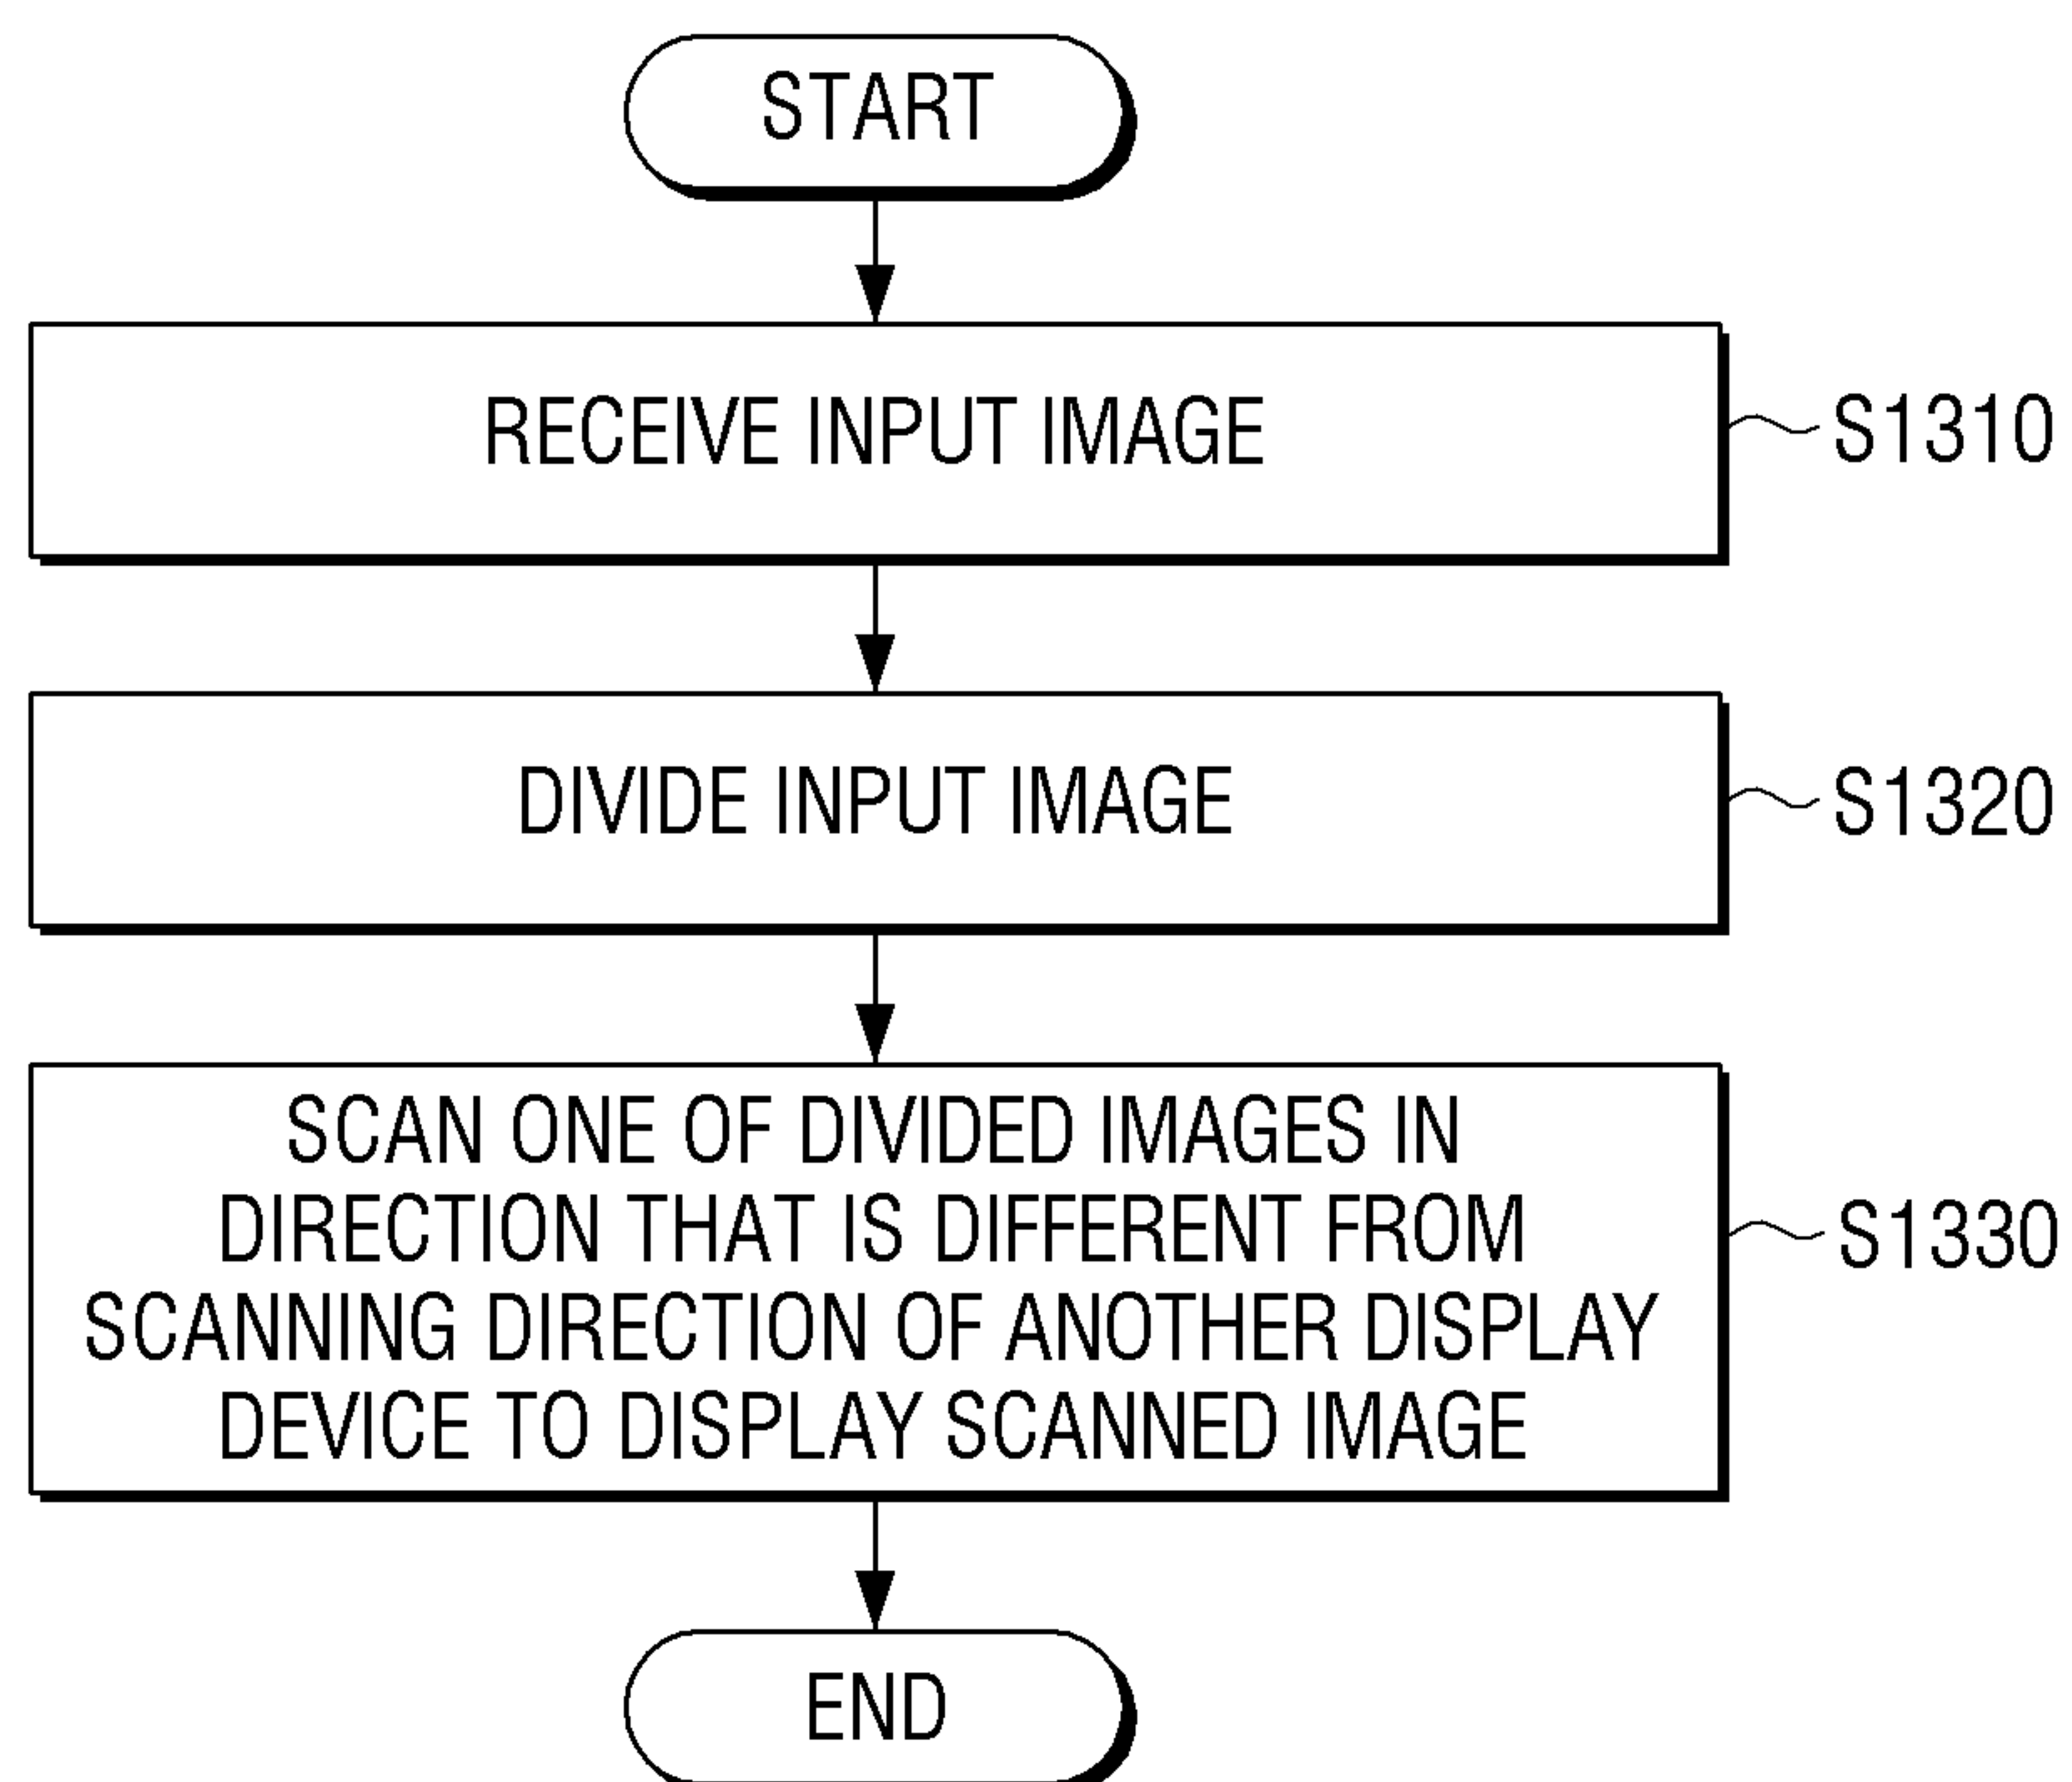 START
RECEIVE INPUT IMAGE
S1310
DIVIDE INPUT IMAGE
S1320
SCAN ONE OF DIVIDED IMAGES IN
DIRECTION THAT IS DIFFERENT FROM
SCANNING DIRECTION OF ANOTHER DISPLAY
DEVICE TO DISPLAY SCANNED IMAGE
S1330
END